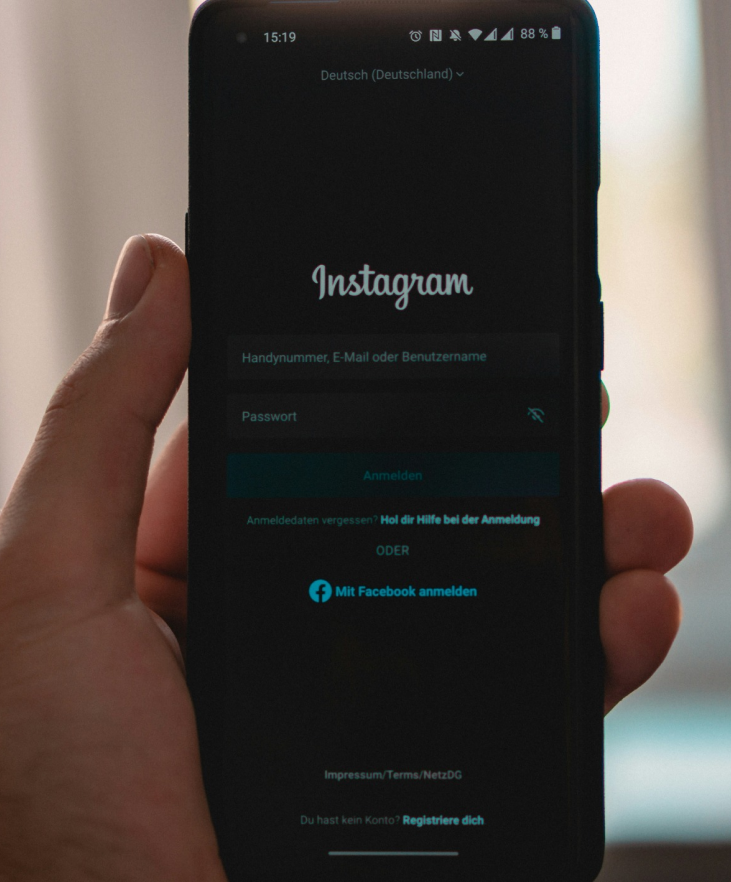 15:19 88 %
Deutsch (Deutschland)
Instagram
Handynummer, E-Mail oder Benutzername
Passwort
Anmelden
Anmeldedaten vergessen? Hol dir Hilfe bei der Anmeldung
ODER
Mit Facebook anmelden
Impressum/Terms/NetzDG
Du hast kein Konto? Registriere dich